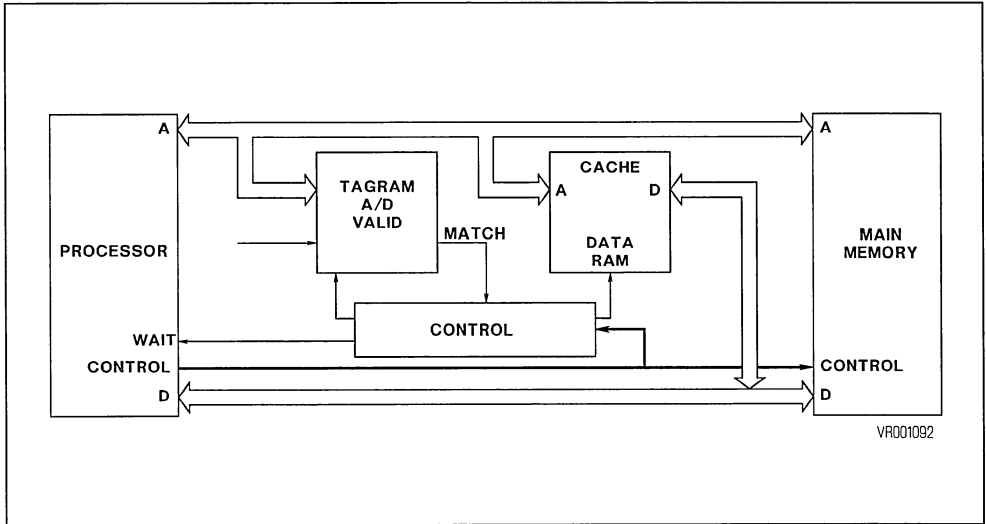 A
A
TAGRAM
A/D
VALID
CACHE
A
D
DATA
RAM
MATCH
PROCESSOR
MAIN
MEMORY
CONTROL
WAIT
CONTROL
CONTROL
D
D
VR001092